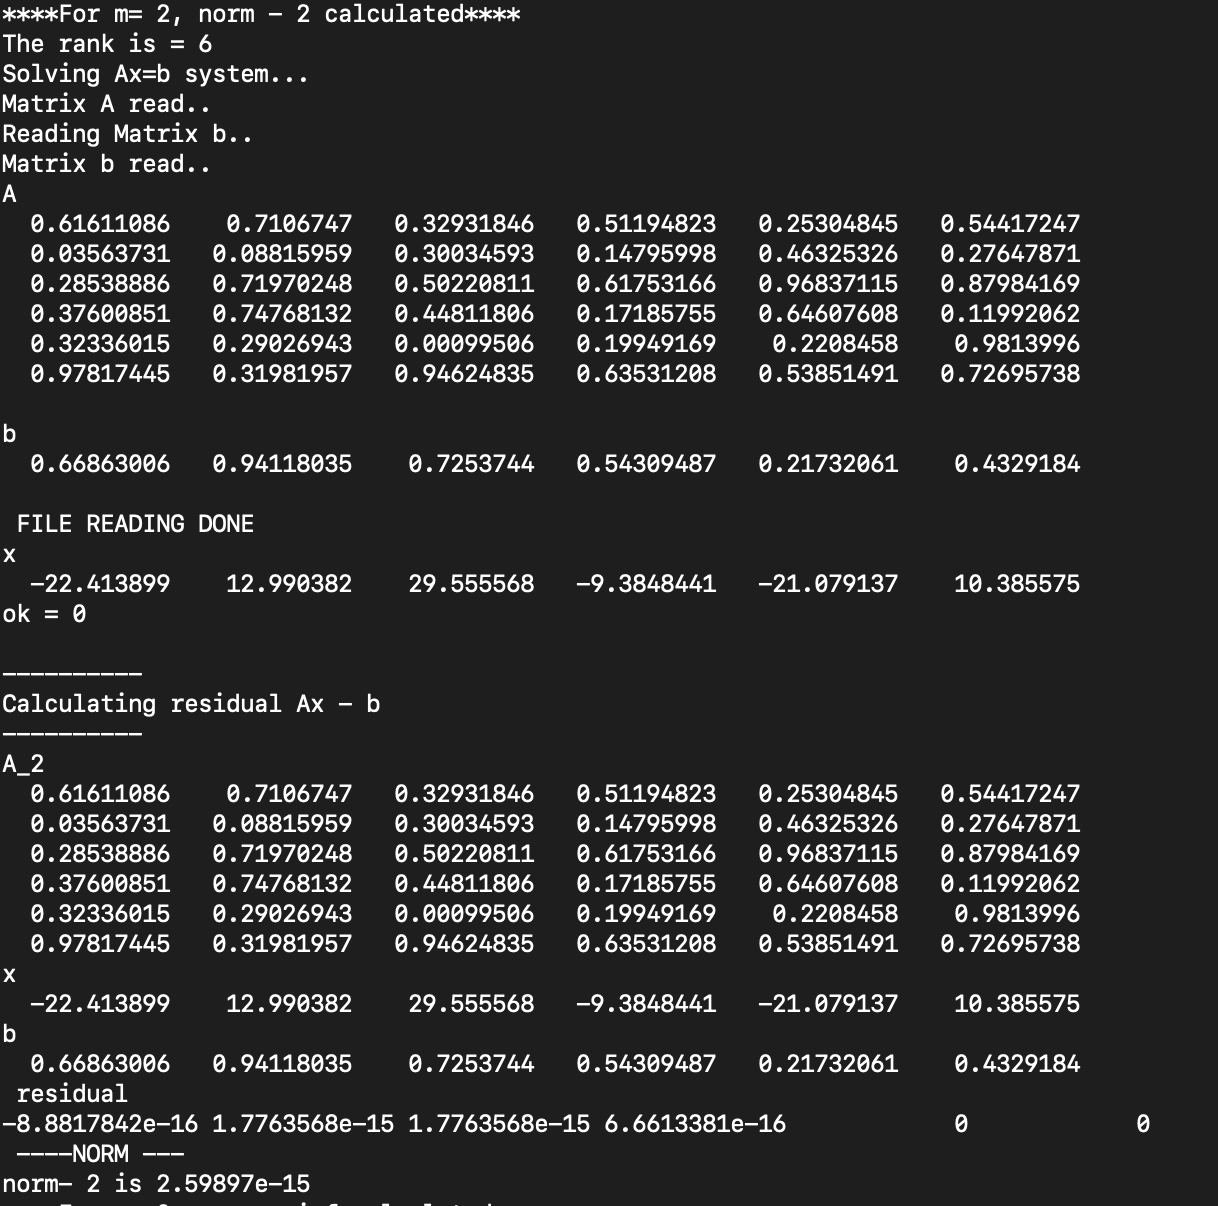 ****For m= 2, norm - 2 calculated****
The rank is = 6
Solving Ax=b system...
Matrix A read..
Reading Matrix b..
Matrix b read..
A
0.61611086 0.7106747 0.32931846 0.51194823 0.25304845 0.54417247
0.03563731 0.08815959 0.30034593 0.14795998 0.46325326 0.27647871
0.28538886 0.71970248 0.50220811 0.61753166 0.96837115 0.87984169
0.37600851 0.74768132 0.44811806 0.17185755 0.64607608 0.11992062
0.32336015 0.29026943 0.00099506 0.19949169 0.2208458 0.9813996
0.97817445 0.31981957 0.94624835 0.63531208 0.53851491 0.72695738
b
0.66863006 0.94118035 0.7253744 0.54309487 0.21732061 0.4329184
FILE READING DONE
x
-22.413899 12.990382 29.555568 -9.3848441 -21.079137 10.385575
ok = 0
----------
Calculating residual Ax - b
----------
A_2
0.61611086 0.7106747 0.32931846 0.51194823 0.25304845 0.54417247
0.03563731 0.08815959 0.30034593 0.14795998 0.46325326 0.27647871
0.28538886 0.71970248 0.50220811 0.61753166 0.96837115 0.87984169
0.37600851 0.74768132 0.44811806 0.17185755 0.64607608 0.11992062
0.32336015 0.29026943 0.00099506 0.19949169 0.2208458 0.9813996
0.97817445 0.31981957 0.94624835 0.63531208 0.53851491 0.72695738
x
-22.413899 12.990382 29.555568 -9.3848441 -21.079137 10.385575
b
0.66863006 0.94118035 0.7253744 0.54309487 0.21732061 0.4329184
residual
-8.8817842e-16 1.7763568e-15 1.7763568e-15 6.6613381e-16 0 0
----NORM ---
norm- 2 is 2.59897e-15